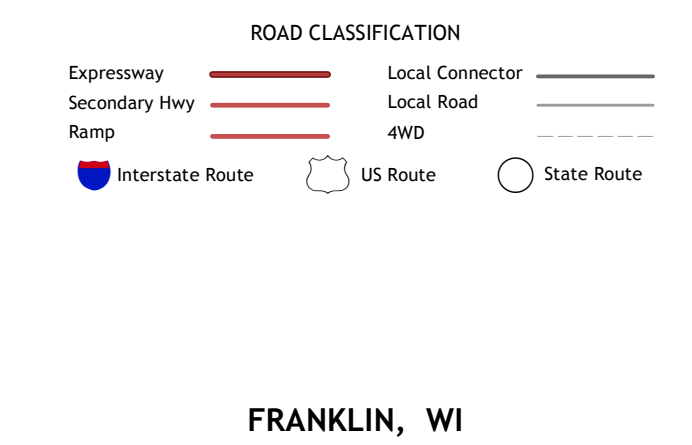 ROAD CLASSIFICATION
Expressway
Local Connector
Secondary Hwy
Local Road
Ramp
4WD
Interstate Route
US Route
State Route
FRANKLIN, WI